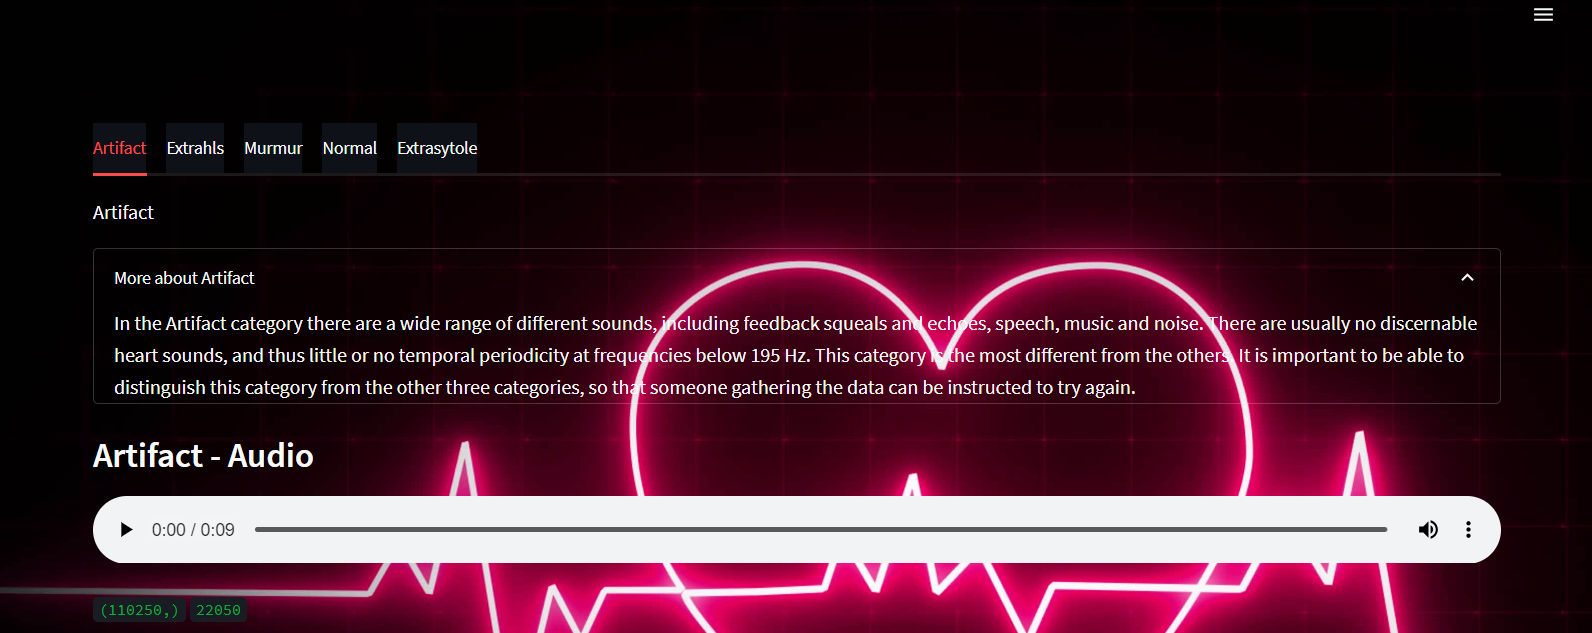 Artifact Extrahls Murmur Normal Extrasytole
Artifact
More about Artifact
In the Artifact category there are a wide range of different sounds, including feedback squeals and echoes, speech, music and noise. There are usually no discernable
heart sounds, and thus little or no temporal periodicity at frequencies below 195 Hz. This category is the most different from the others. It is important to be able to
distinguish this category from the other three categories, so that someone gathering the data can be instructed to try again.
Artifact - Audio
0:00 / 0:09
(110250,) 22050